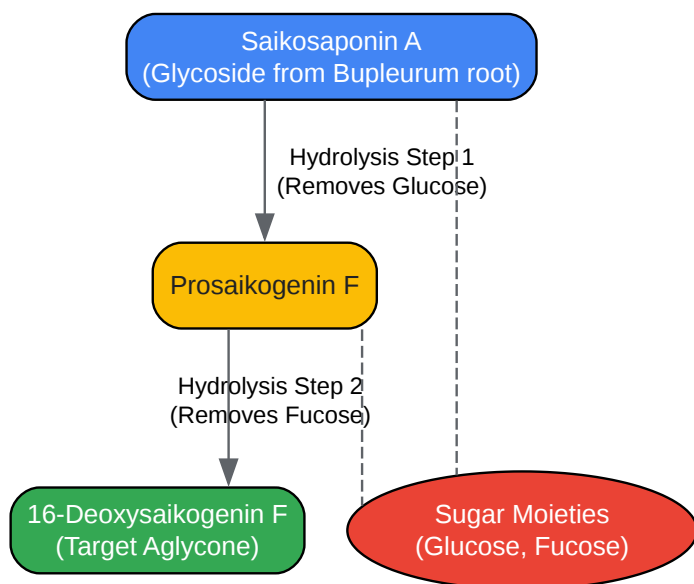 Saikosaponin A
(Glycoside from Bupleurum root)
Hydrolysis Step 1
(Removes Glucose)
Prosaikogenin F
Hydrolysis Step 2
(Removes Fucose)
16-Deoxysaikogenin F
(Target Aglycone)
Sugar Moieties
(Glucose, Fucose)